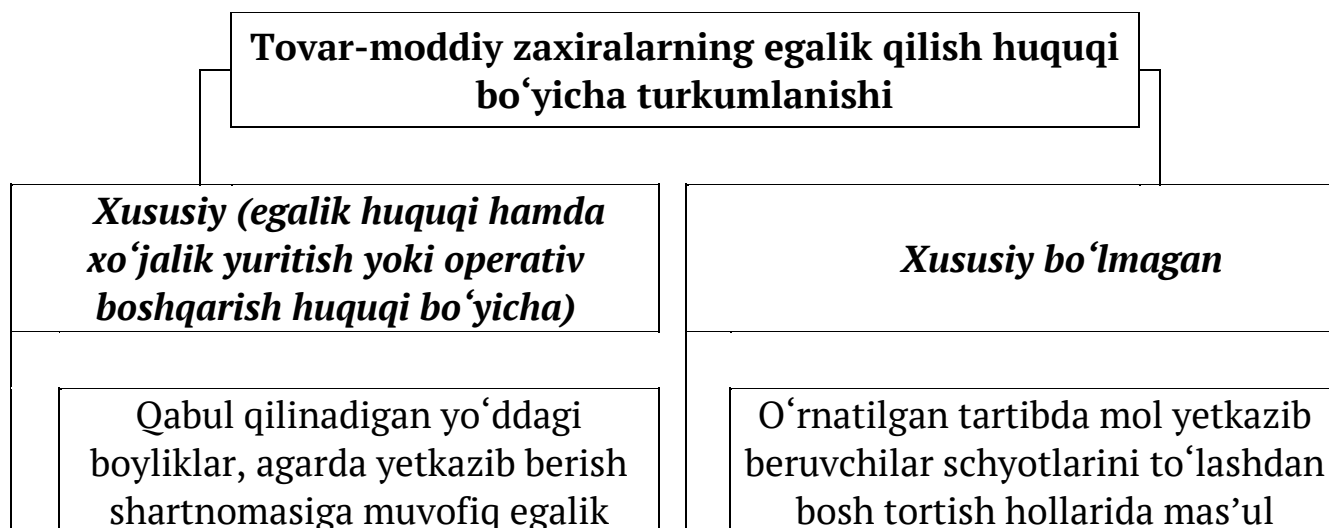 Tovar-moddiy zaxiralarning egalik qilish huquqi
bo‘yicha turkumlanishi
Xususiy (egalik huquqi hamda
xo‘jalik yuritish yoki operativ
boshqarish huquqi bo‘yicha)
Xususiy bo‘lmagan
Qabul qilinadigan yo‘ddagi
boyliklar, agarda yetkazib berish
shartnomasiga muvofiq egalik
O‘rnatilgan tartibda mol yetkazib
beruvchilar schyotlarini to‘lashdan
bosh tortish hollarida mas’ul